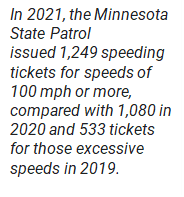 In 2021, the Minnesota
State Patrol
issued 1,249 speeding
tickets for speeds of
100 mph or more,
compared with 1,080 in
2020 and 533 tickets
for those excessive
speeds in 2019.